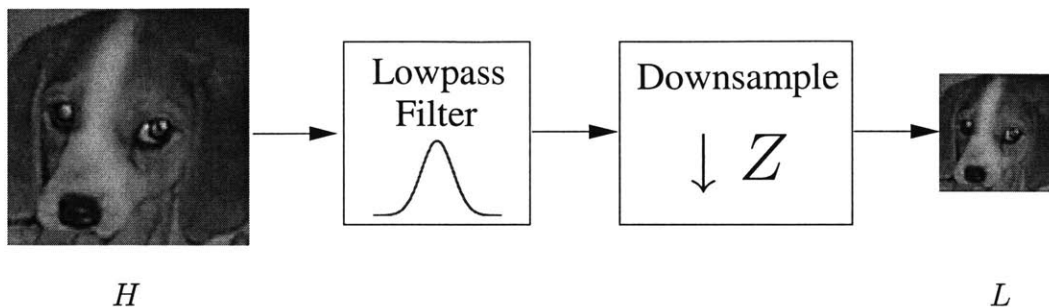 Lowpass
Filter
Downsample
↓ Z
H
L